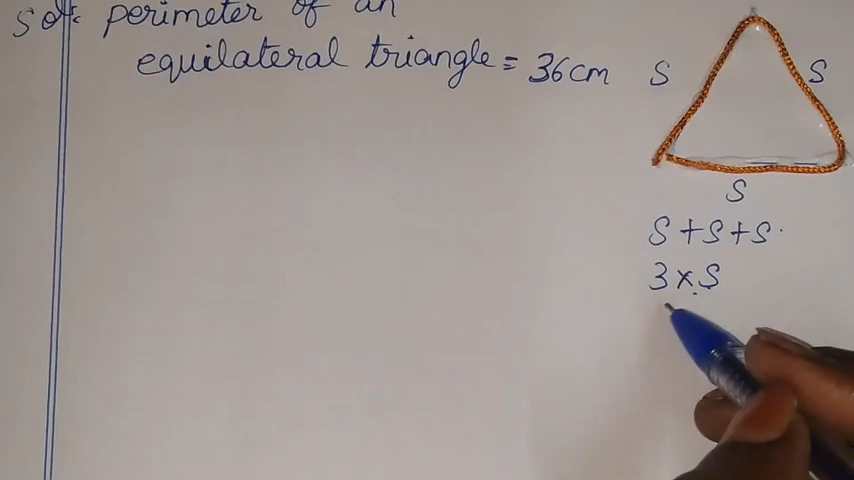 Sol: perimeter of an
equilateral triangle = 36cm
S
S
S
S + S + S
3 × S